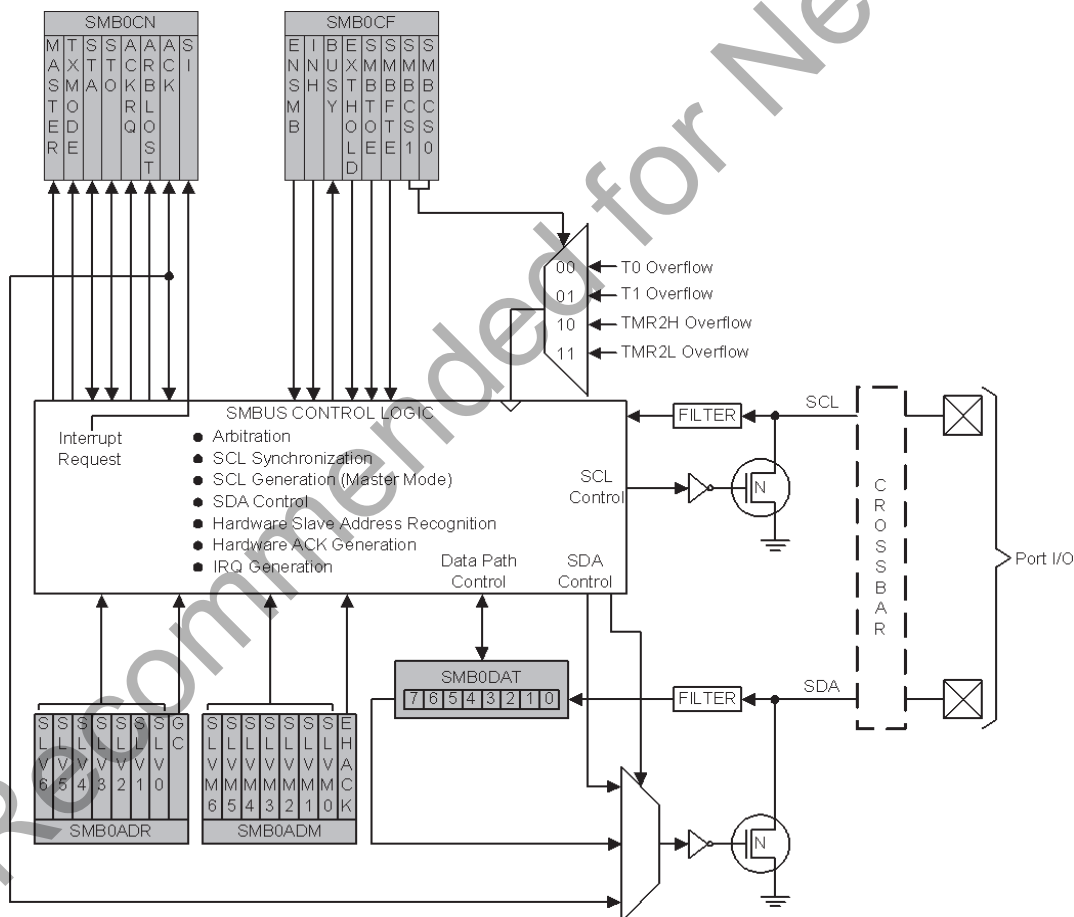 SMB0CN
MASTER
TXMODE
STA
STO
ACKRQ
ARBLOST
ACK
SI
SMB0CF
ENSMB
INH
BUSY
EXTHOLD
SMBTOE
SMBFTE
SMBCS1
SMBCS0
00
T0 Overflow
01
T1 Overflow
10
TMR2H Overflow
11
TMR2L Overflow
SMBUS CONTROL LOGIC
Interrupt
Request
● Arbitration
● SCL Synchronization
● SCL Generation (Master Mode)
● SDA Control
● Hardware Slave Address Recognition
● Hardware ACK Generation
● IRQ Generation
Data Path
Control
SDA
Control
SCL
Control
FILTER
SCL
N
CROSSBAR
Port I/O
SMB0DAT
7 6 5 4 3 2 1 0
FILTER
SDA
N
SLV6
SLV5
SLV4
SLV3
SLV2
SLV1
SLV0
GC
SMB0ADR
SLVM6
SLVM5
SLVM4
SLVM3
SLVM2
SLVM1
SLVM0
EHACK
SMB0ADM
Recommended for Ne